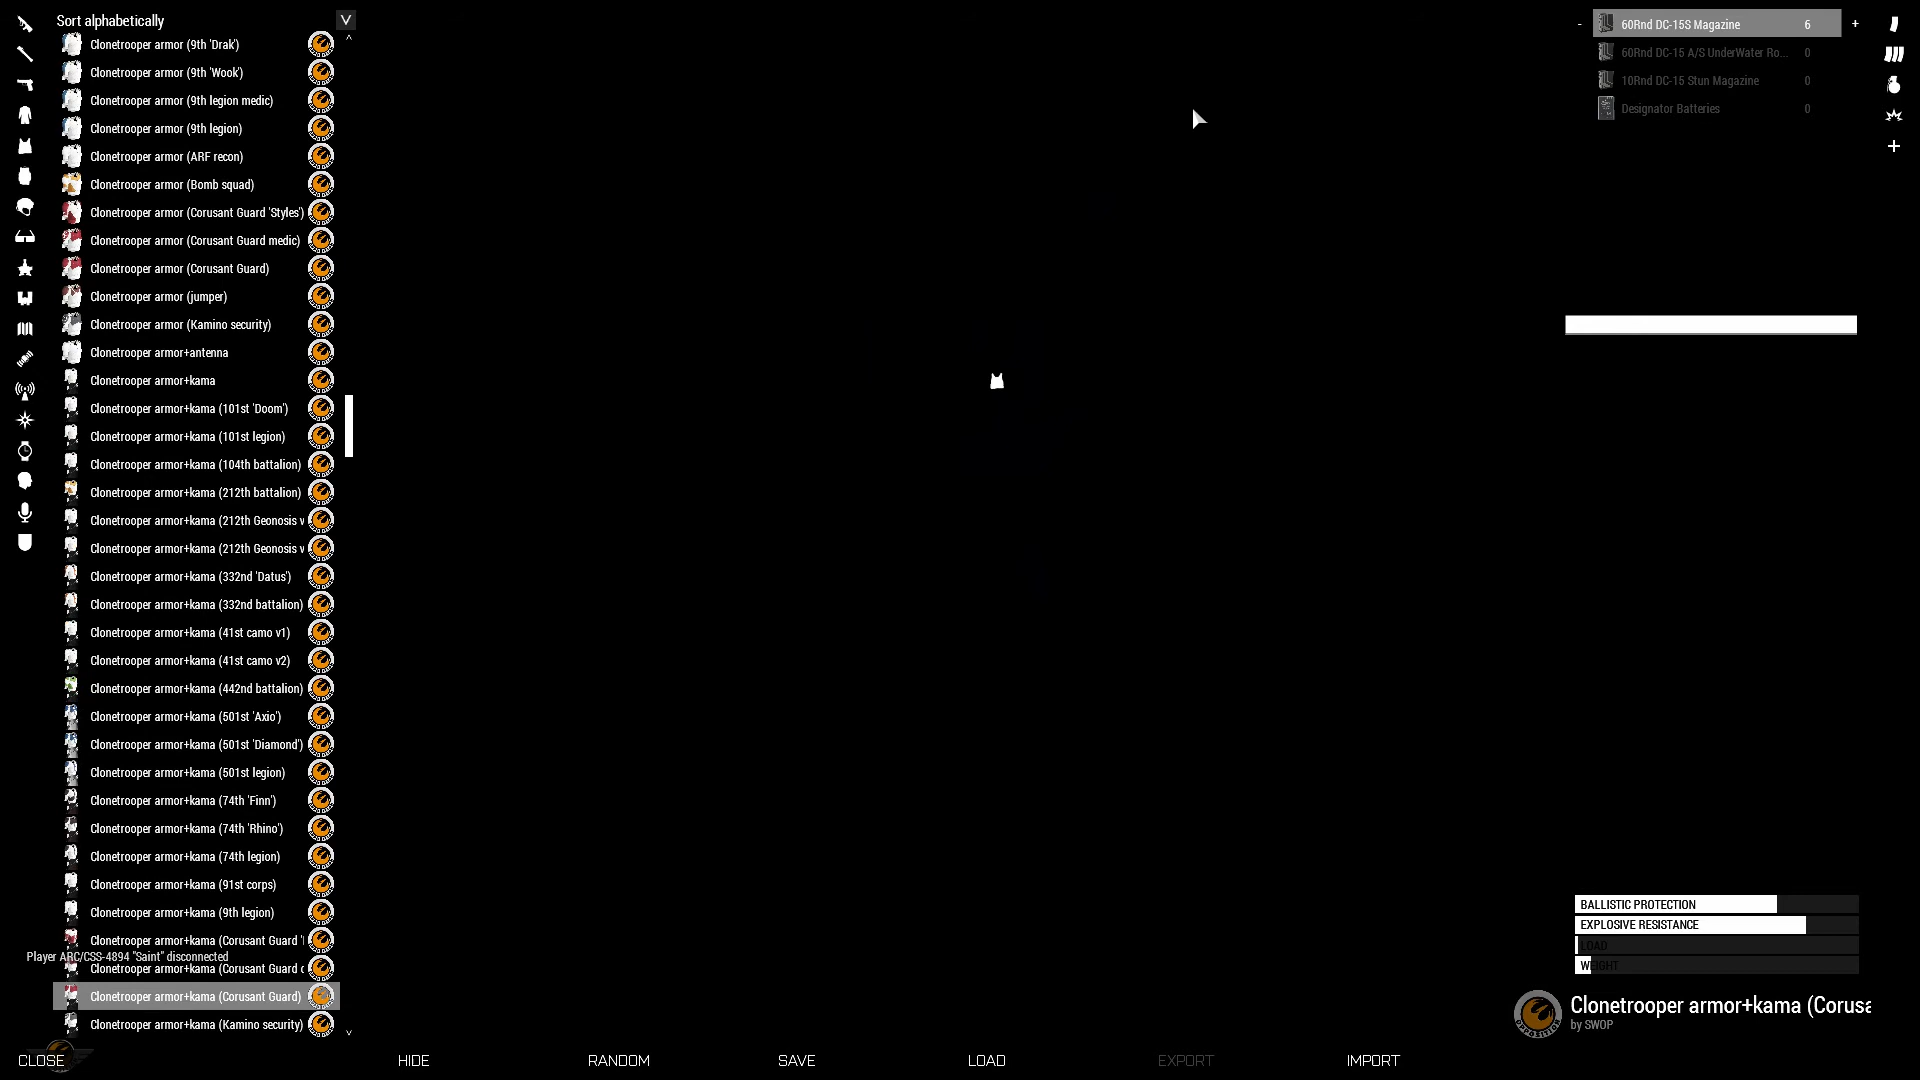 Sort alphabetically
Clonetrooper armor (9th 'Drak')
Clonetrooper armor (9th 'Wook')
Clonetrooper armor (9th legion medic)
Clonetrooper armor (9th legion)
Clonetrooper armor (ARF recon)
Clonetrooper armor (Bomb squad)
Clonetrooper armor (Corusant Guard 'Styles')
Clonetrooper armor (Corusant Guard medic)
Clonetrooper armor (Corusant Guard)
Clonetrooper armor (jumper)
Clonetrooper armor (Kamino security)
Clonetrooper armor+antenna
Clonetrooper armor+kama
Clonetrooper armor+kama (101st 'Doom')
Clonetrooper armor+kama (101st legion)
Clonetrooper armor+kama (104th battalion)
Clonetrooper armor+kama (212th battalion)
Clonetrooper armor+kama (212th Geonosis v
Clonetrooper armor+kama (212th Geonosis v
Clonetrooper armor+kama (332nd 'Datus')
Clonetrooper armor+kama (332nd battalion)
Clonetrooper armor+kama (41st camo v1)
Clonetrooper armor+kama (41st camo v2)
Clonetrooper armor+kama (442nd battalion)
Clonetrooper armor+kama (501st 'Axio')
Clonetrooper armor+kama (501st 'Diamond')
Clonetrooper armor+kama (501st legion)
Clonetrooper armor+kama (74th 'Finn')
Clonetrooper armor+kama (74th 'Rhino')
Clonetrooper armor+kama (74th legion)
Clonetrooper armor+kama (91st corps)
Clonetrooper armor+kama (9th legion)
Clonetrooper armor+kama (Corusant Guard '
Player ARC/CSS-4894 "Saint" disconnected
Clonetrooper armor+kama (Corusant Guard c
Clonetrooper armor+kama (Corusant Guard)
Clonetrooper armor+kama (Kamino security)
- 60Rnd DC-15S Magazine 6 +
60Rnd DC-15 A/S UnderWater Ro... 0
10Rnd DC-15 Stun Magazine 0
Designator Batteries 0
BALLISTIC PROTECTION
EXPLOSIVE RESISTANCE
LOAD
WEIGHT
Clonetrooper armor+kama (Corusa
by SWOP
CLOSE HIDE RANDOM SAVE LOAD EXPORT IMPORT